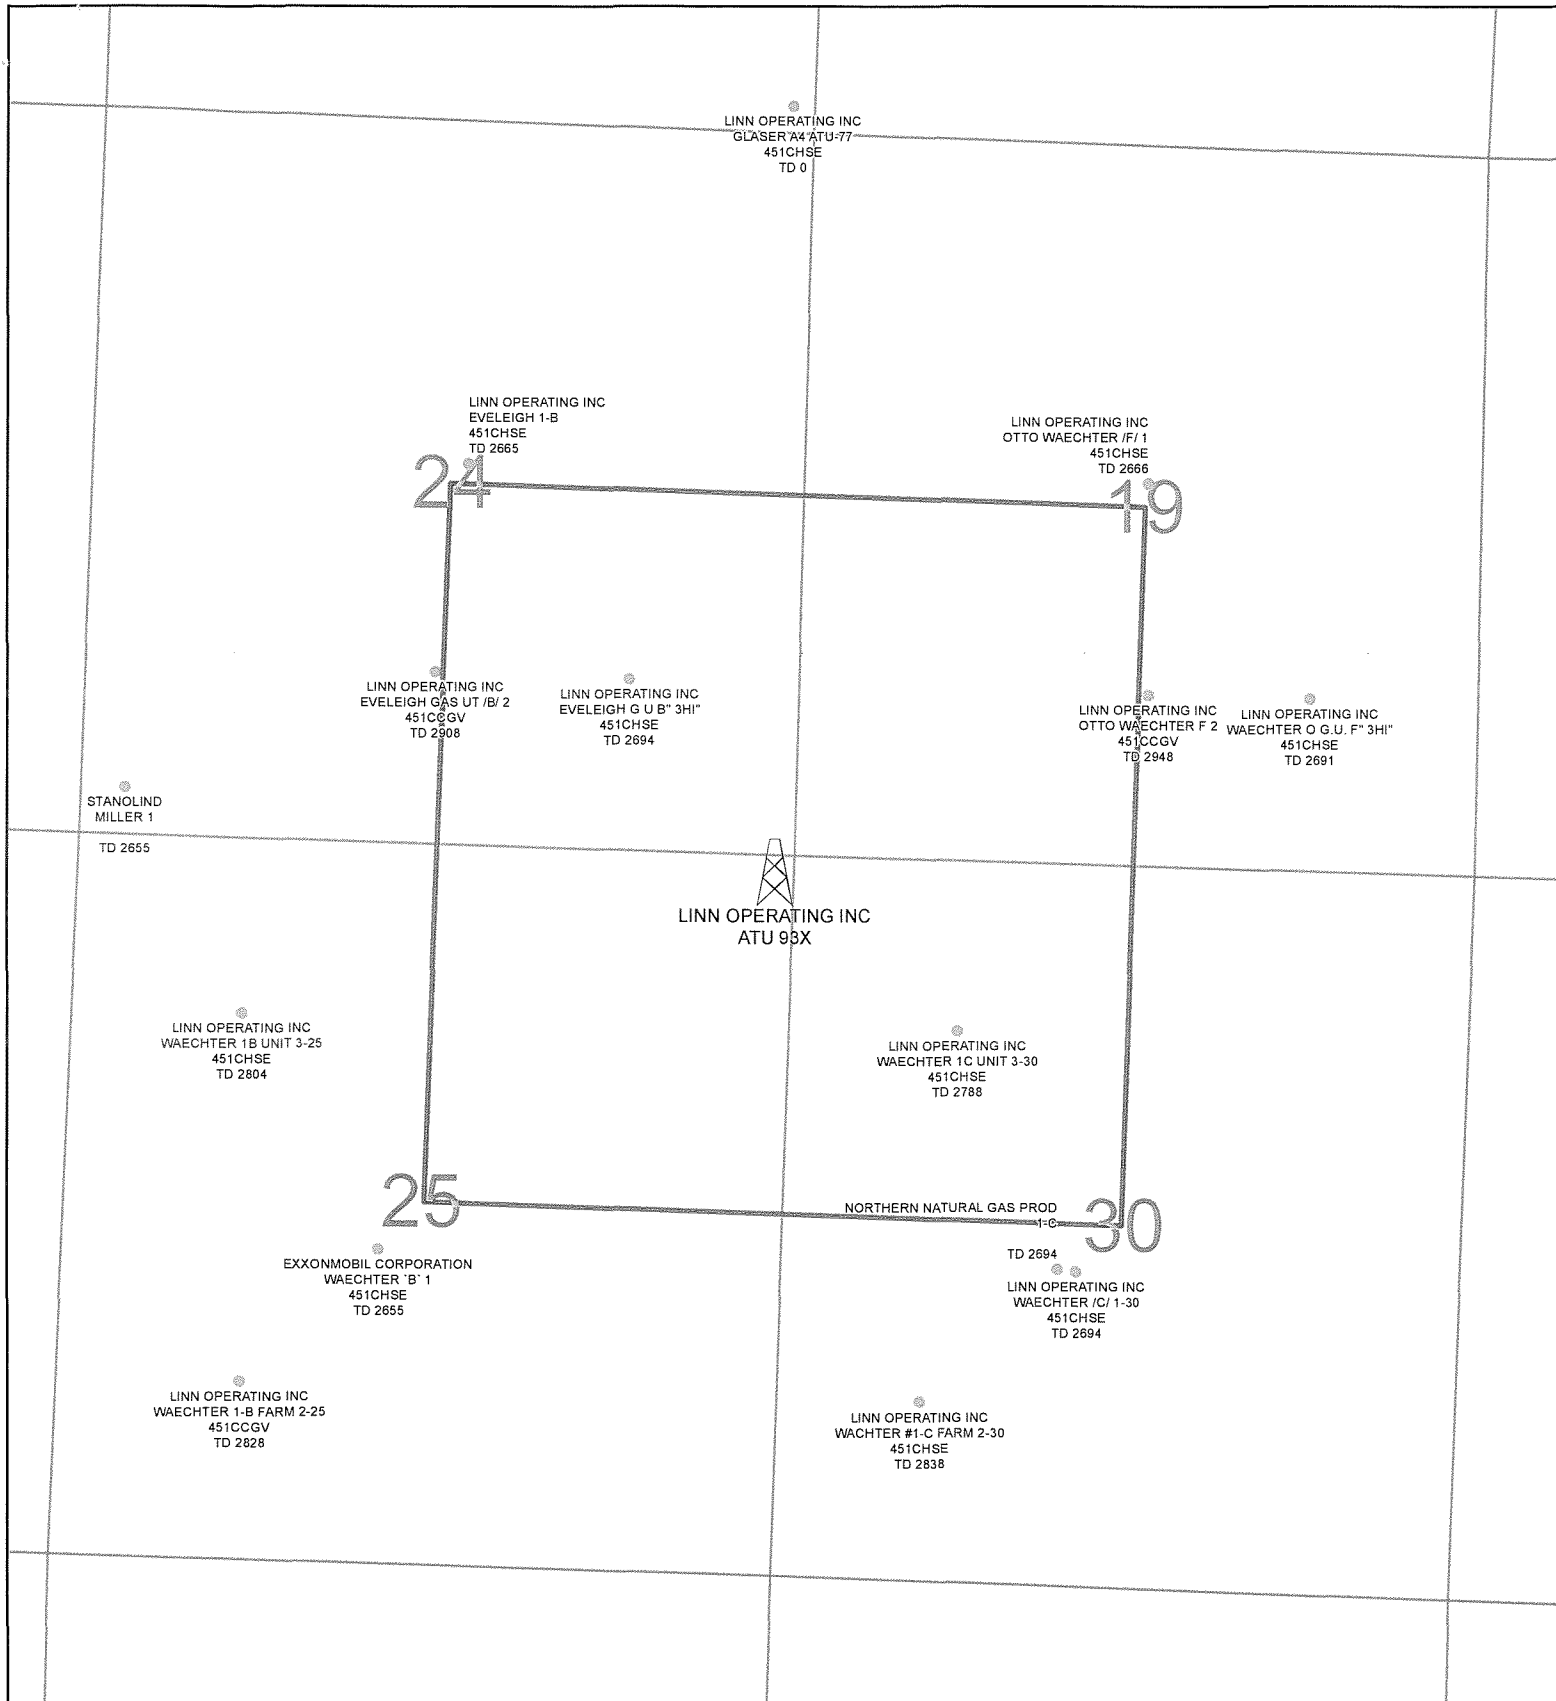 LINN OPERATING INC
GLASER A4 ATU-77
451CHSE
TD 0
LINN OPERATING INC
EVELEIGH 1-B
451CHSE
TD 2665
24
LINN OPERATING INC
OTTO WAECHTER /F/ 1
451CHSE
TD 2666
19
LINN OPERATING INC
EVELEIGH GAS UT /B/ 2
451CCGV
TD 2908
LINN OPERATING INC
EVELEIGH G U B" 3HI"
451CHSE
TD 2694
LINN OPERATING INC
OTTO WAECHTER F 2
451CCGV
TD 2948
LINN OPERATING INC
WAECHTER O G.U. F" 3HI"
451CHSE
TD 2691
STANOLIND
MILLER 1
TD 2655
LINN OPERATING INC
ATU 93X
LINN OPERATING INC
WAECHTER 1B UNIT 3-25
451CHSE
TD 2804
LINN OPERATING INC
WAECHTER 1C UNIT 3-30
451CHSE
TD 2788
25
NORTHERN NATURAL GAS PROD
1-C
TD 2694
30
EXXONMOBIL CORPORATION
WAECHTER `B` 1
451CHSE
TD 2655
LINN OPERATING INC
WAECHTER /C/ 1-30
451CHSE
TD 2694
LINN OPERATING INC
WAECHTER 1-B FARM 2-25
451CCGV
TD 2828
LINN OPERATING INC
WACHTER #1-C FARM 2-30
451CHSE
TD 2838